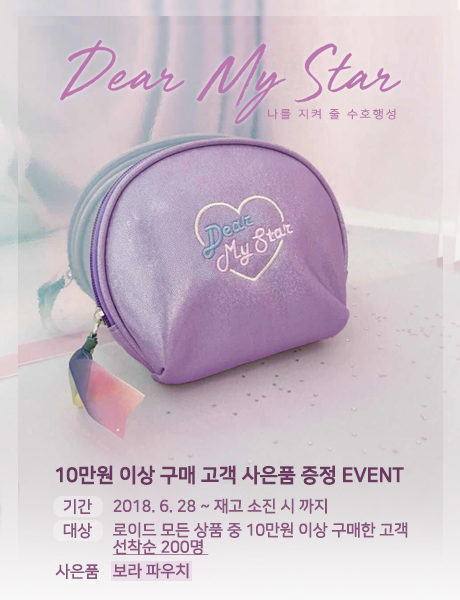 Dear My Star
나를 지켜 줄 수호행성
Dear
My Star
10만원 이상 구매 고객 사은품 증정 EVENT
기간 2018. 6. 28 ~ 재고 소진 시 까지
대상 로이드 모든 상품 중 10만원 이상 구매한 고객
선착순 200명
사은품 보라 파우치